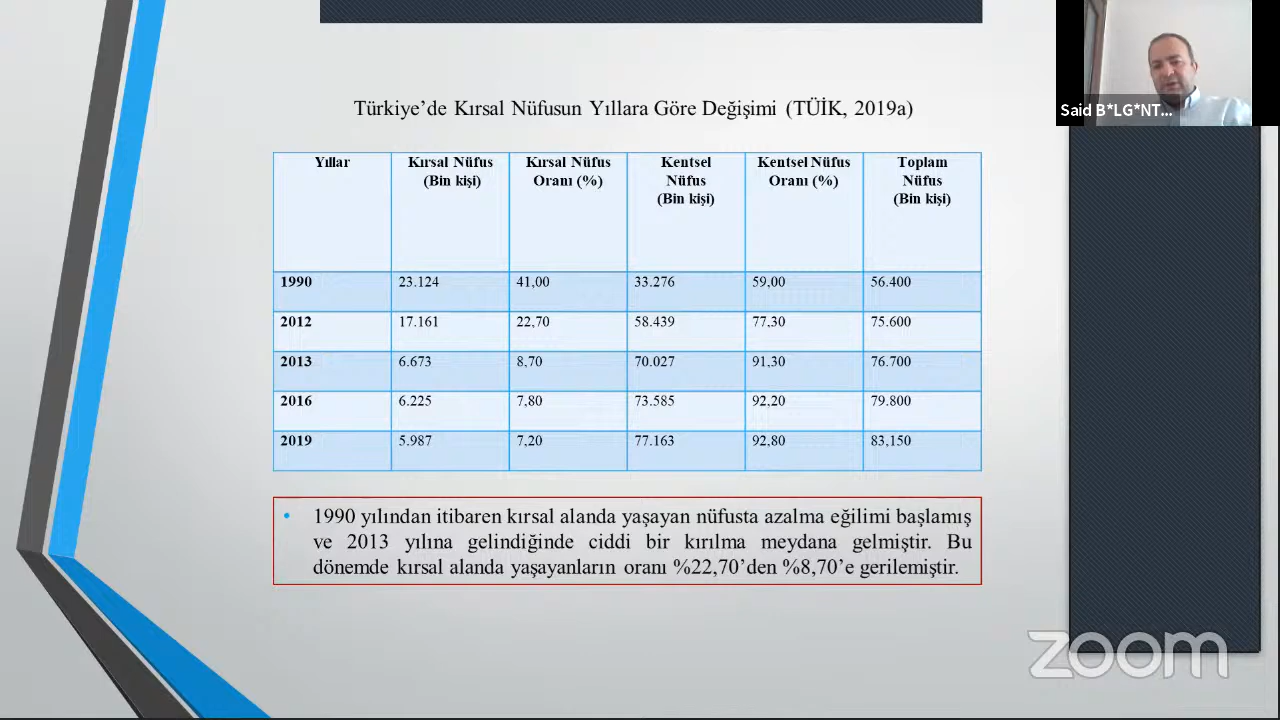 Said B*LG*NT...
Türkiye’de Kırsal Nüfusun Yıllara Göre Değişimi (TÜİK, 2019a)
Yıllar Kırsal Nüfus (Bin kişi) Kırsal Nüfus Oranı (%) Kentsel Nüfus (Bin kişi) Kentsel Nüfus Oranı (%) Toplam Nüfus (Bin kişi)
1990 23.124 41,00 33.276 59,00 56.400
2012 17.161 22,70 58.439 77,30 75.600
2013 6.673 8,70 70.027 91,30 76.700
2016 6.225 7,80 73.585 92,20 79.800
2019 5.987 7,20 77.163 92,80 83,150
• 1990 yılından itibaren kırsal alanda yaşayan nüfusta azalma eğilimi başlamış
ve 2013 yılına gelindiğinde ciddi bir kırılma meydana gelmiştir. Bu
dönemde kırsal alanda yaşayanların oranı %22,70’den %8,70’e gerilemiştir.
zoom